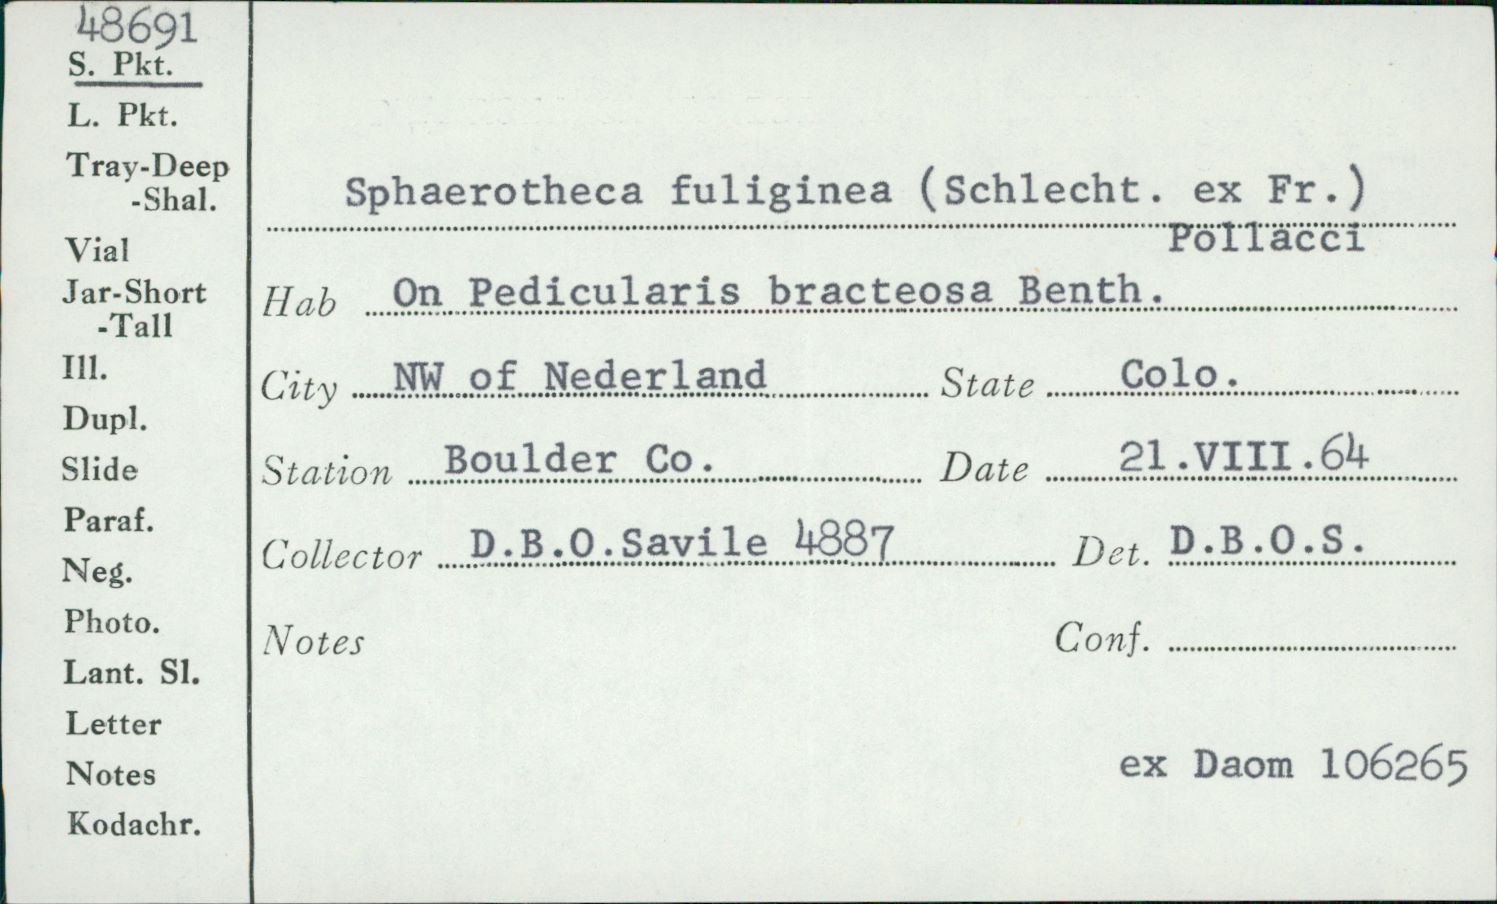 48691
S. Pkt.
L. Pkt.
Tray-Deep
-Shal.
Vial
Jar-Short
-Tall
Ill.
Dupl.
Slide
Paraf.
Neg.
Photo.
Lant. Sl.
Letter
Notes
Kodachr.
Sphaerotheca fuliginea (Schlecht. ex Fr.)
Pollacci
Hab On Pedicularis bracteosa Benth.
City NW of Nederland State Colo.
Station Boulder Co. Date 21.VIII.64
Collector D.B.O.Savile 4887 Det. D.B.O.S.
Notes Conf.
ex Daom 106265